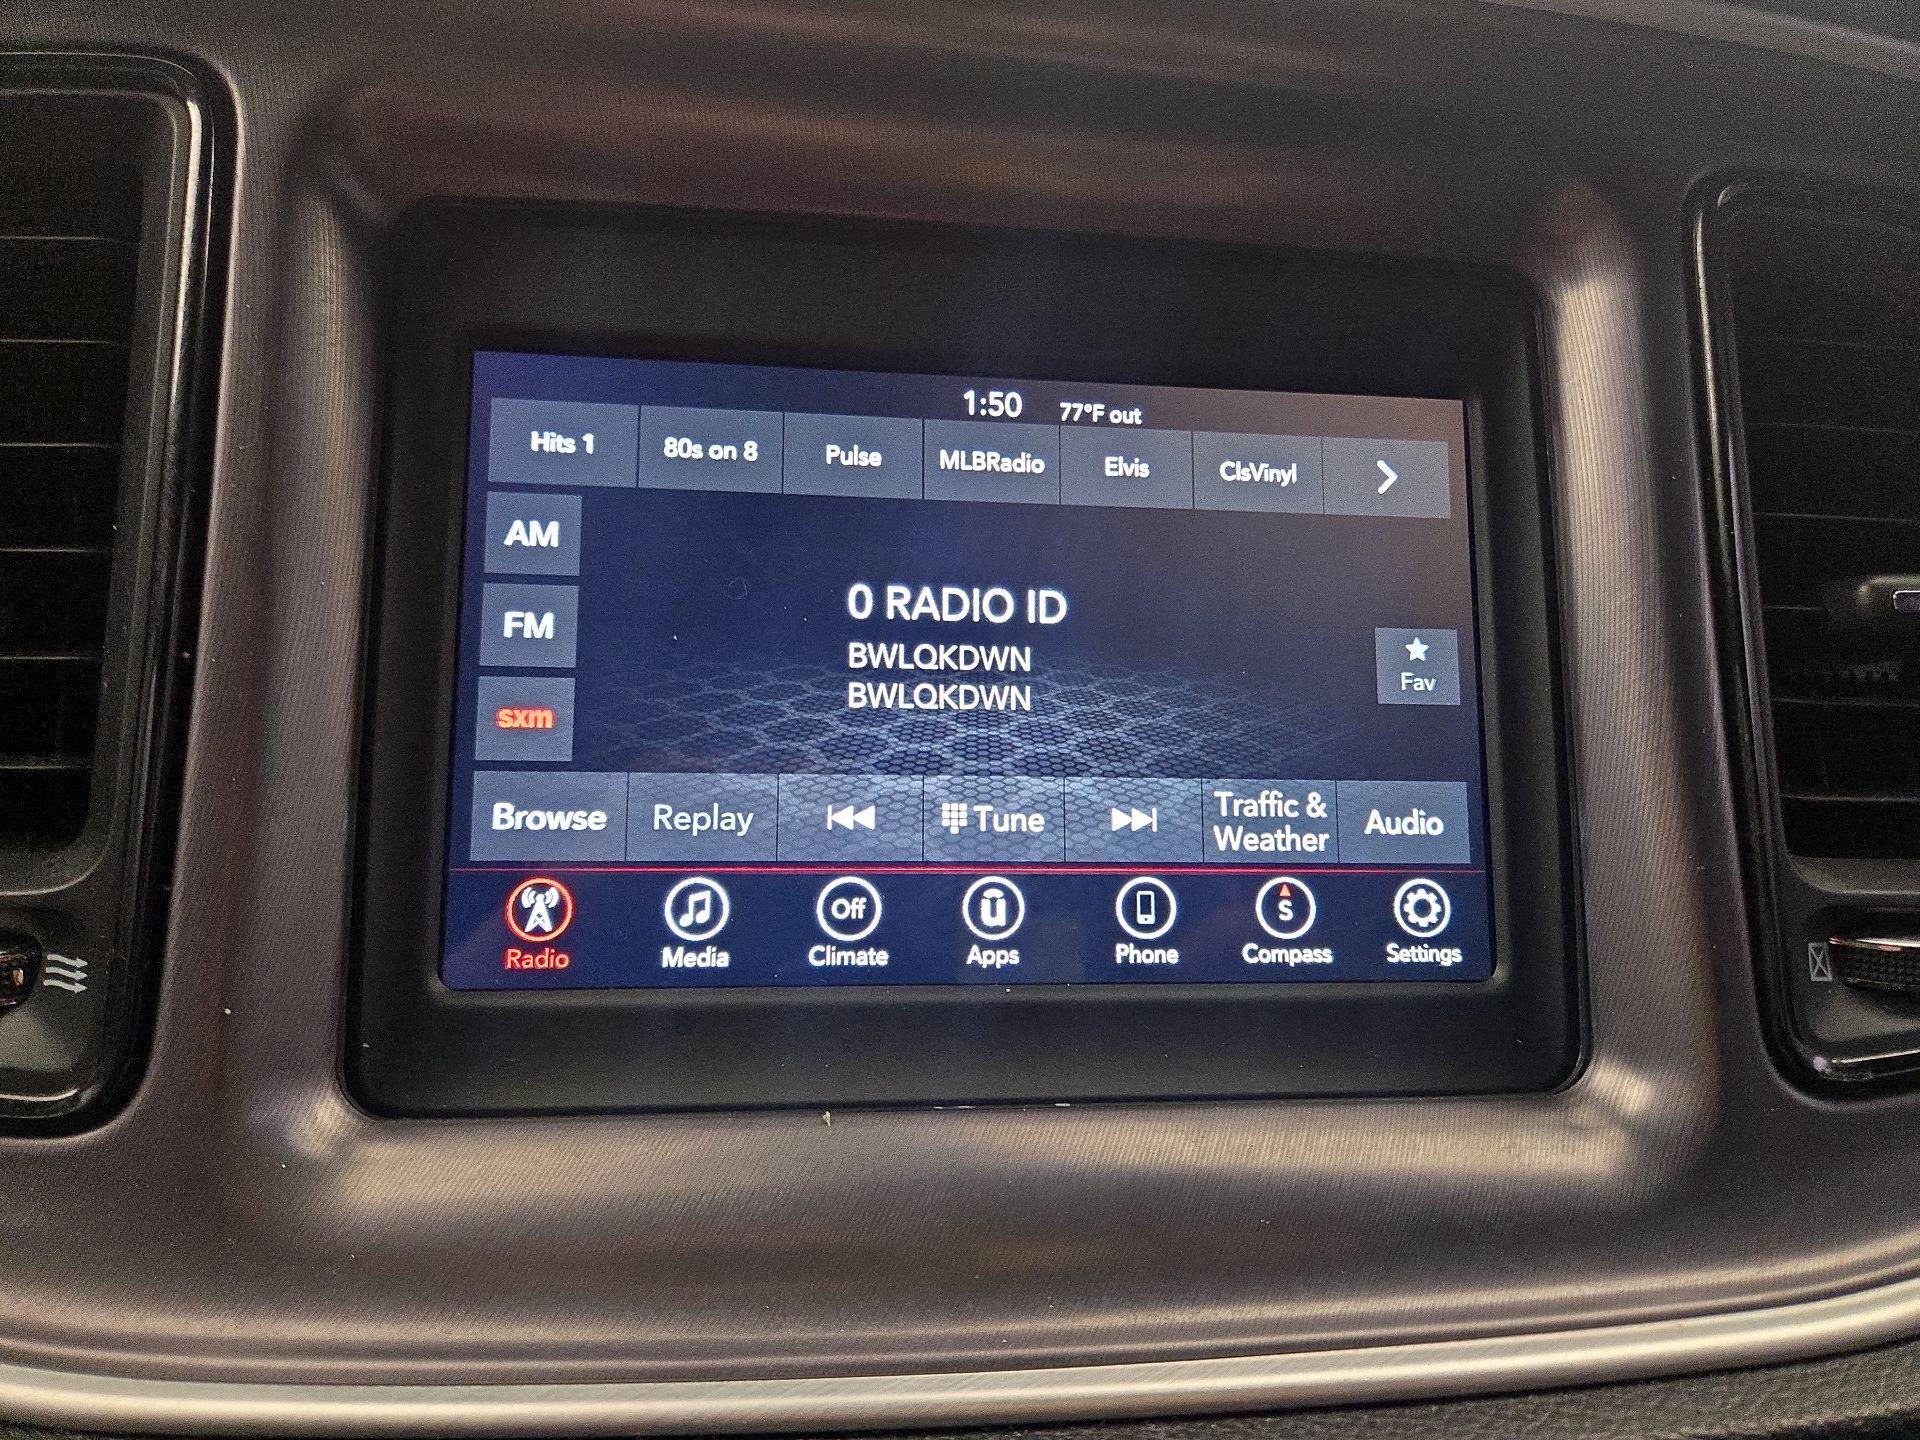 1:50 77°F out
Hits 1 80s on 8 Pulse MLBRadio Elvis ClsVinyl
AM
FM
sxm
0 RADIO ID
BWLQKDWN
BWLQKDWN
Fav
Browse Replay Tune Traffic & Weather Audio
Off S
Radio Media Climate Apps Phone Compass Settings